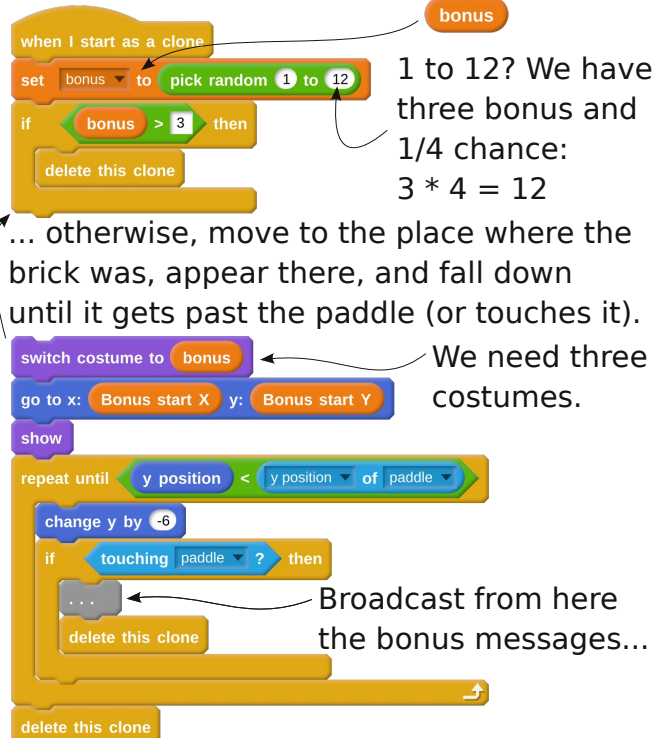 bonus
when I start as a clone
set bonus to pick random 1 to 12
if bonus > 3 then
delete this clone
1 to 12? We have
three bonus and
1/4 chance:
3 * 4 = 12
... otherwise, move to the place where the
brick was, appear there, and fall down
until it gets past the paddle (or touches it).
switch costume to bonus
We need three
costumes.
go to x: Bonus start X y: Bonus start Y
show
repeat until y position < y position of paddle
change y by -6
if touching paddle ? then
...
Broadcast from here
the bonus messages...
delete this clone
delete this clone